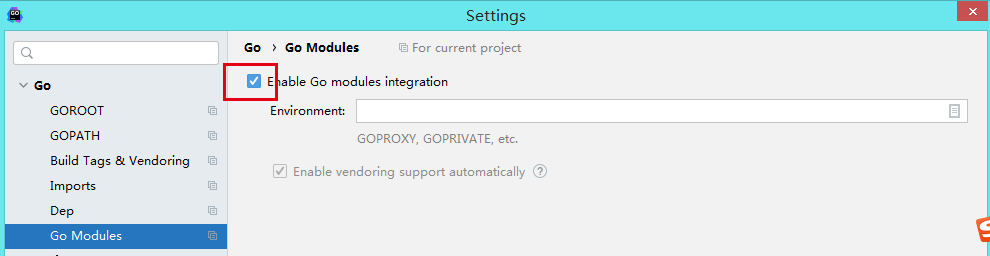 GO
Settings
Go › Go Modules
For current project
Go
Enable Go modules integration
GOROOT
Environment:
GOPATH
GOPROXY, GOPRIVATE, etc.
Build Tags & Vendoring
Enable vendoring support automatically ?
Imports
Dep
Go Modules